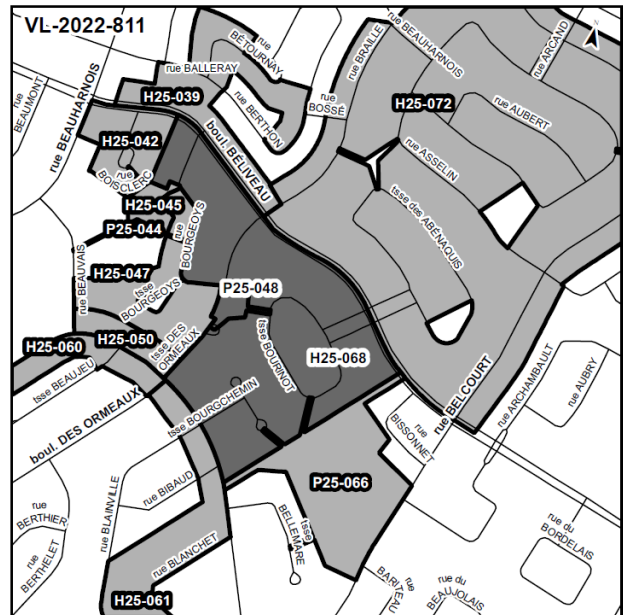 VL-2022-811
N
rue
BÉTOURNAY
rue
rue BRAILLE
rue BEAUHARNOIS
rue ARCAND
rue BALLERAY
rue
BEAUMONT
rue BEAUHARNOIS
H25-039
rue BERTHON
rue
BOSSÉ
H25-072
rue AUBERT
boul. BÉLIVEAU
H25-042
rue ASSELIN
rue
BOISCLERC
tsse des ABÉNAQUIS
H25-045
P25-044
rue
BOURGEOYS
H25-047
rue BEAUVAIS
tsse
BOURGEOYS
P25-048
H25-060
H25-050
tsse DES
ORMEAUX
tsse BOURINOT
H25-068
tsse BEAUJEU
boul. DES ORMEAUX
tsse BOURGCHEMIN
rue BELCOURT
rue ARCHAMBAULT
rue AUBRY
rue
BISSONNET
rue BIBAUD
P25-066
rue
BERTHIER
rue BLAINVILLE
rue
BERTHELET
rue BLANCHET
tsse
BELLEMARE
rue du
BORDELAIS
rue
BARITEAU
rue du
BEAUJOLAIS
H25-061